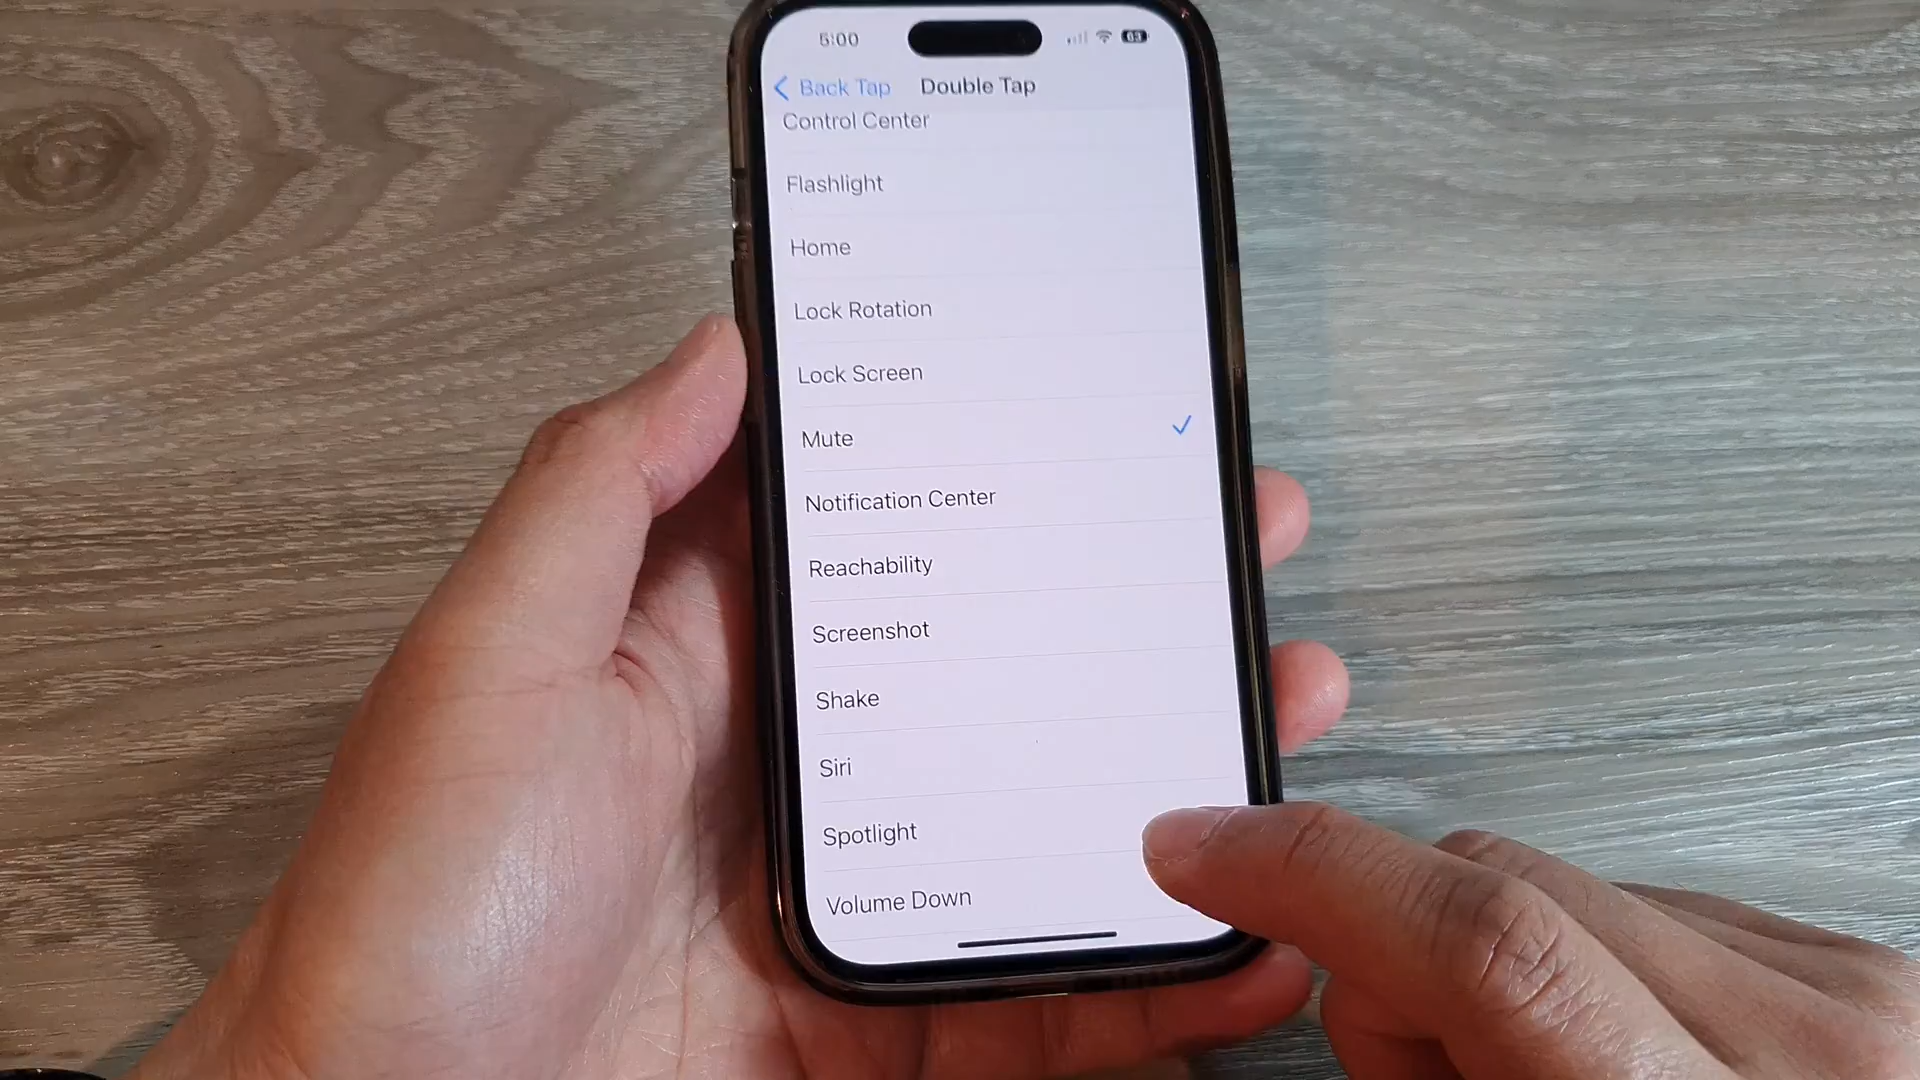 5:00 63
Back Tap Double Tap
Control Center
Flashlight
Home
Lock Rotation
Lock Screen
Mute
Notification Center
Reachability
Screenshot
Shake
Siri
Spotlight
Volume Down